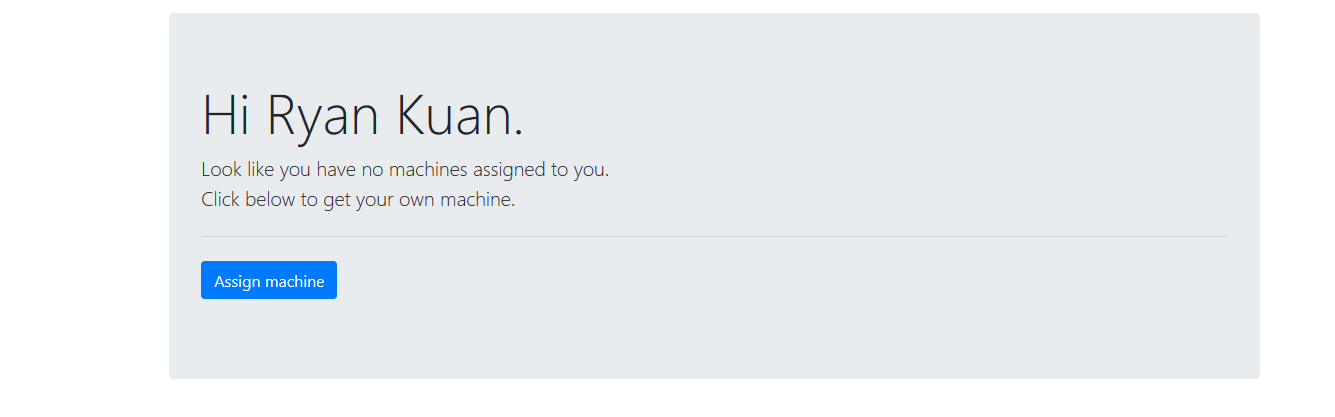 Hi Ryan Kuan.
Look like you have no machines assigned to you.
Click below to get your own machine.
Assign machine